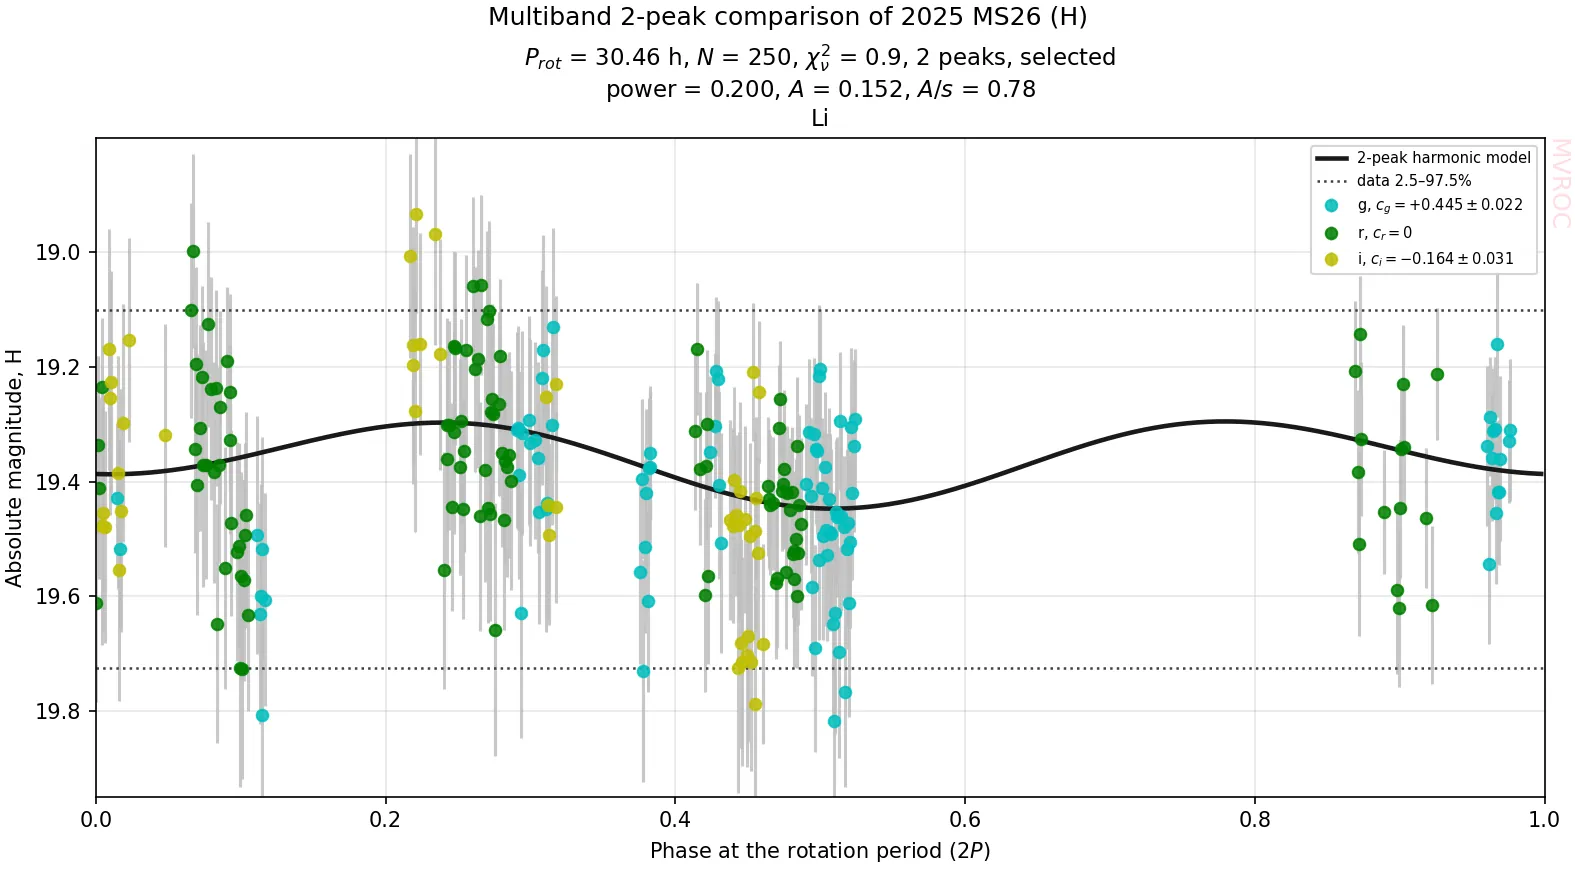 Multiband 2-peak comparison of 2025 MS26 (H)
P_rot = 30.46 h, N = 250, χ²_ν = 0.9, 2 peaks, selected
power = 0.200, A = 0.152, A/s = 0.78
Li
2-peak harmonic model
data 2.5–97.5%
g, c_g = +0.445 ± 0.022
r, c_r = 0
i, c_i = −0.164 ± 0.031
MVROC
Absolute magnitude, H
19.0
19.2
19.4
19.6
19.8
0.0 0.2 0.4 0.6 0.8 1.0
Phase at the rotation period (2P)